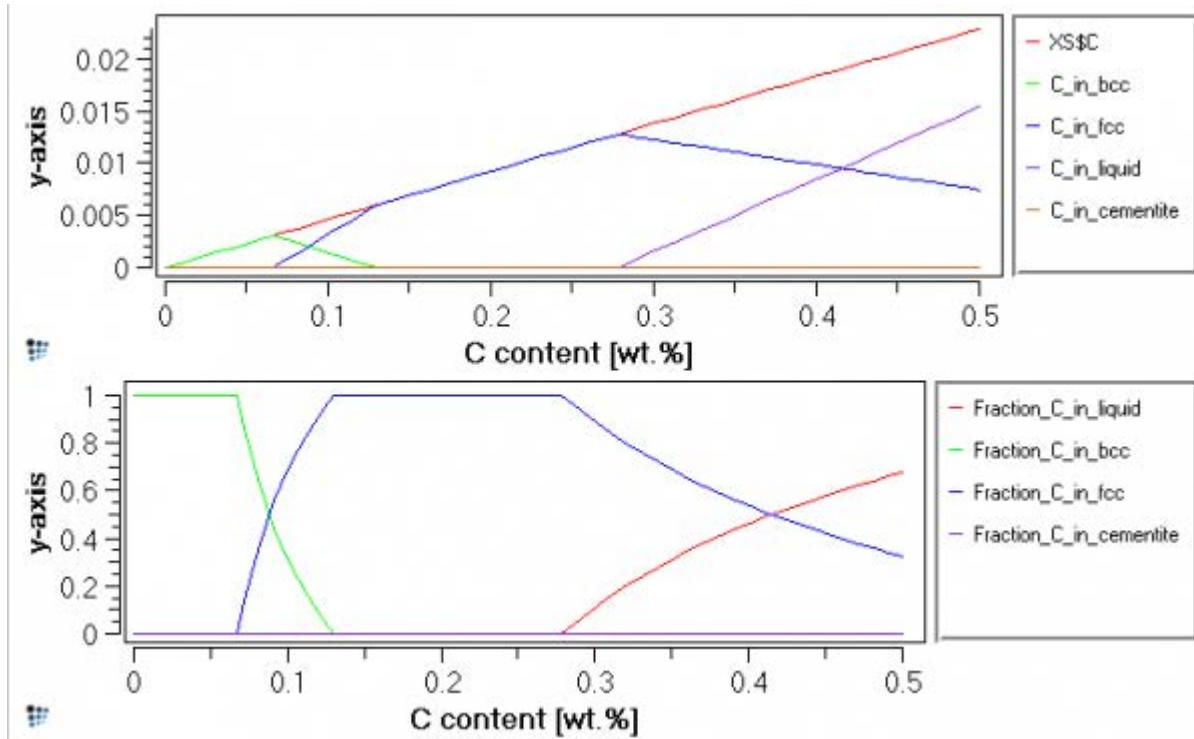 0.02
0.015
0.01
0.005
0
y-axis
0 0.1 0.2 0.3 0.4 0.5
C content [wt.%]
XS$C
C_in_bcc
C_in_fcc
C_in_liquid
C_in_cementite
1
0.8
0.6
0.4
0.2
0
y-axis
0 0.1 0.2 0.3 0.4 0.5
C content [wt.%]
Fraction_C_in_liquid
Fraction_C_in_bcc
Fraction_C_in_fcc
Fraction_C_in_cementite